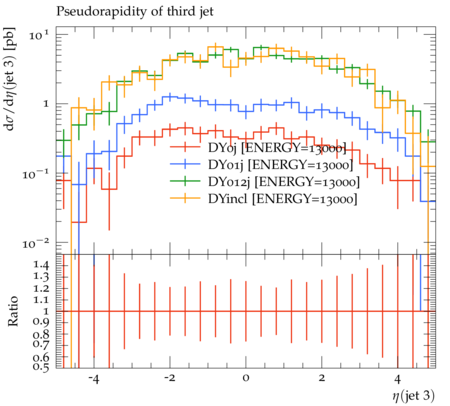 Pseudorapidity of third jet
dσ/dη(jet 3) [pb]
10¹
1
10⁻¹
10⁻²
DY0j [ENERGY=13000]
DY01j [ENERGY=13000]
DY012j [ENERGY=13000]
DYincl [ENERGY=13000]
Ratio
1.4
1.3
1.2
1.1
1
0.9
0.8
0.7
0.6
0.5
-4 -2 0 2 4
η(jet 3)